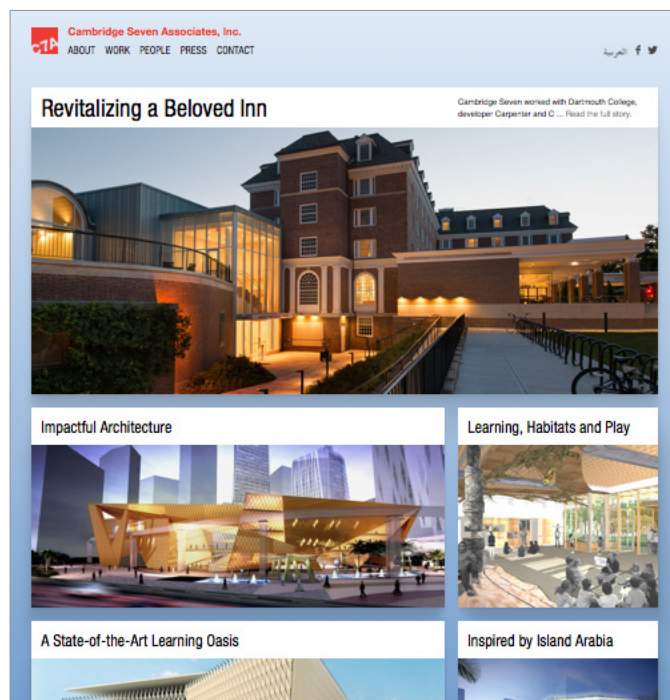 Cambridge Seven Associates, Inc.
C7A
ABOUT WORK PEOPLE PRESS CONTACT
العربية
Revitalizing a Beloved Inn
Cambridge Seven worked with Dartmouth College,
developer Carpenter and C ... Read the full story.
Impactful Architecture
Learning, Habitats and Play
A State-of-the-Art Learning Oasis
Inspired by Island Arabia